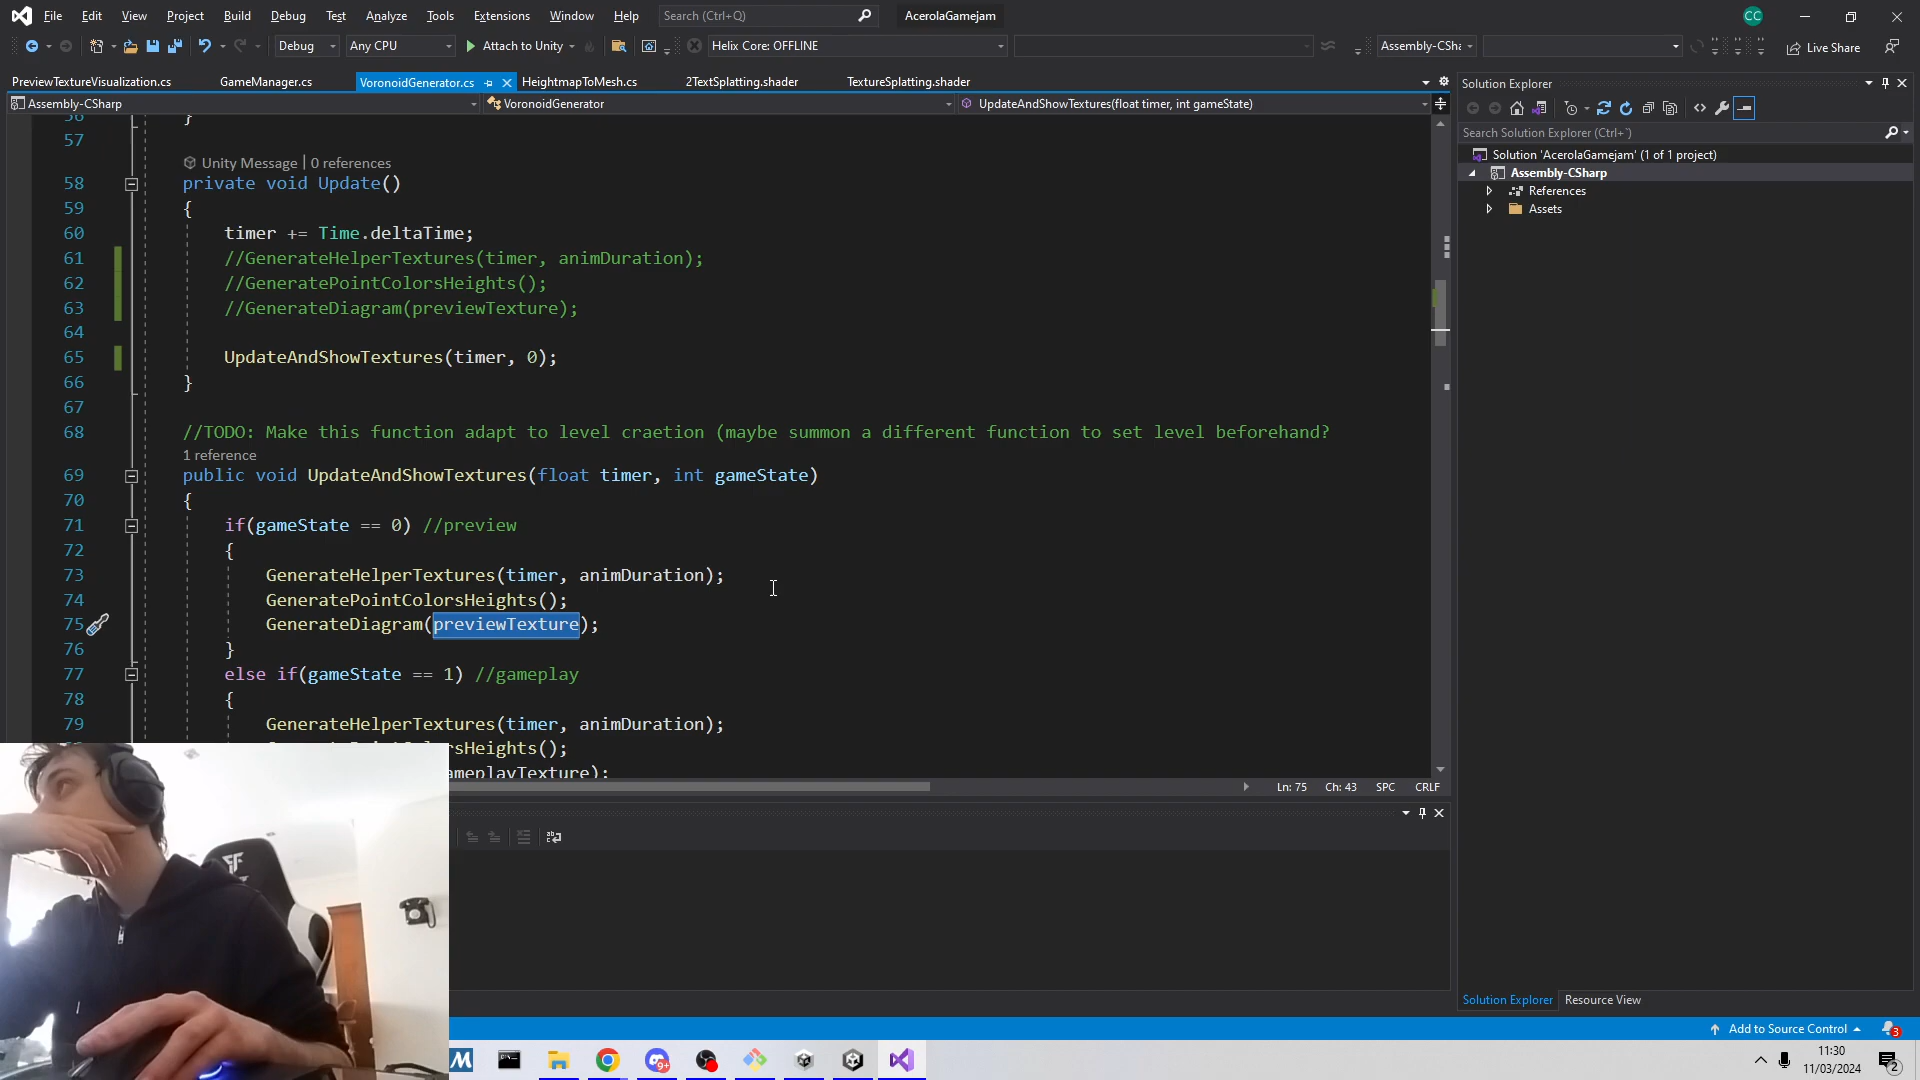 File Edit View Project Build Debug Test Analyze Tools Extensions Window Help Search (Ctrl+Q) AcerolaGamejam CC
Debug Any CPU Attach to Unity Helix Core: OFFLINE Assembly-CSha Live Share
PreviewTextureVisualization.cs GameManager.cs VoronoidGenerator.cs HeightmapToMesh.cs 2TextSplatting.shader TextureSplatting.shader
Assembly-CSharp VoronoidGenerator UpdateAndShowTextures(float timer, int gameState)
56 }
57
Unity Message | 0 references
58 private void Update()
59 {
60 timer += Time.deltaTime;
61 //GenerateHelperTextures(timer, animDuration);
62 //GeneratePointColorsHeights();
63 //GenerateDiagram(previewTexture);
64
65 UpdateAndShowTextures(timer, 0);
66 }
67
68 //TODO: Make this function adapt to level craetion (maybe summon a different function to set level beforehand?
1 reference
69 public void UpdateAndShowTextures(float timer, int gameState)
70 {
71 if(gameState == 0) //preview
72 {
73 GenerateHelperTextures(timer, animDuration);
74 GeneratePointColorsHeights();
75 GenerateDiagram(previewTexture);
76 }
77 else if(gameState == 1) //gameplay
78 {
79 GenerateHelperTextures(timer, animDuration);
sHeights();
ameplayTexture);
Ln: 75 Ch: 43 SPC CRLF
Solution Explorer
Search Solution Explorer (Ctrl+¨)
Solution 'AcerolaGamejam' (1 of 1 project)
Assembly-CSharp
References
Assets
Solution Explorer Resource View
Add to Source Control 3
9+
11:30
11/03/2024
2